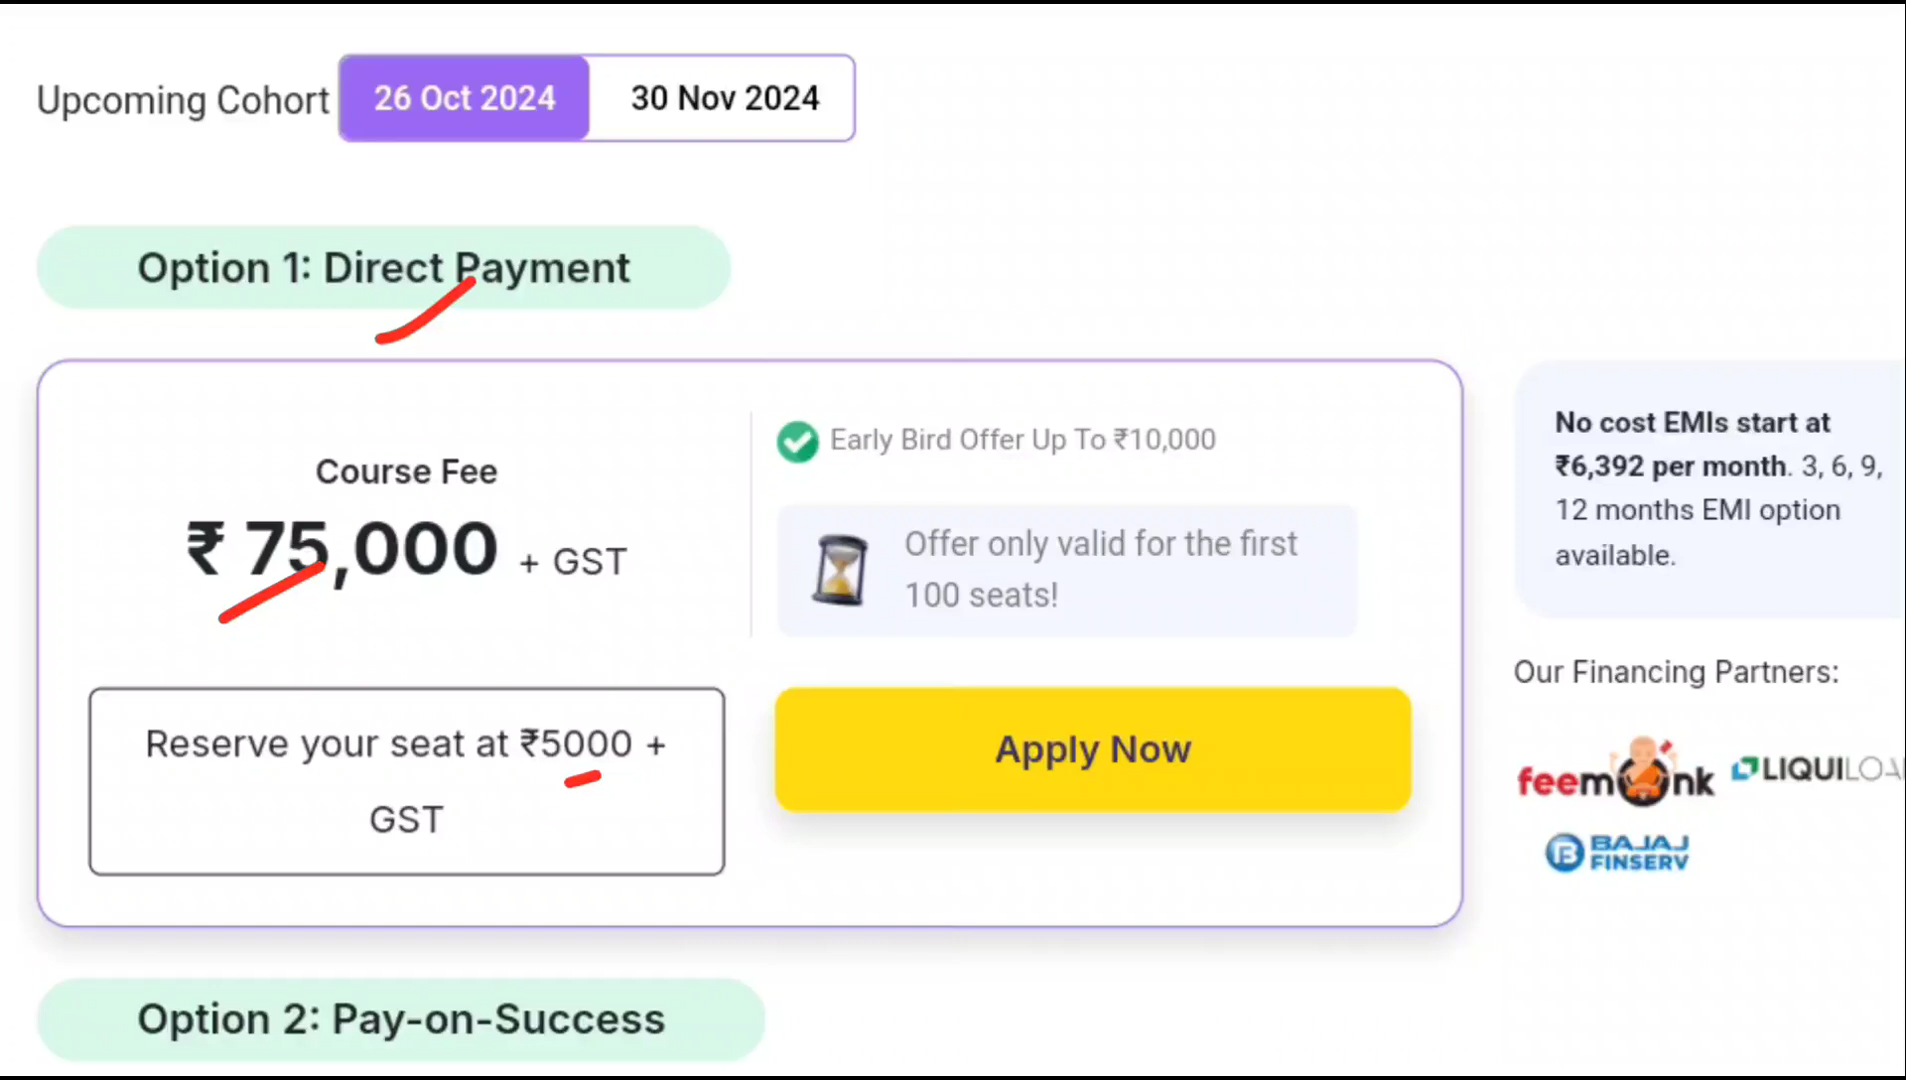 Upcoming Cohort 26 Oct 2024 30 Nov 2024
Option 1: Direct Payment
Course Fee
₹ 75,000 + GST
Reserve your seat at ₹5000 +
GST
Early Bird Offer Up To ₹10,000
Offer only valid for the first
100 seats!
Apply Now
No cost EMIs start at
₹6,392 per month. 3, 6, 9,
12 months EMI option
available.
Our Financing Partners:
feemonk
LIQUILOA
BAJAJ
FINSERV
Option 2: Pay-on-Success